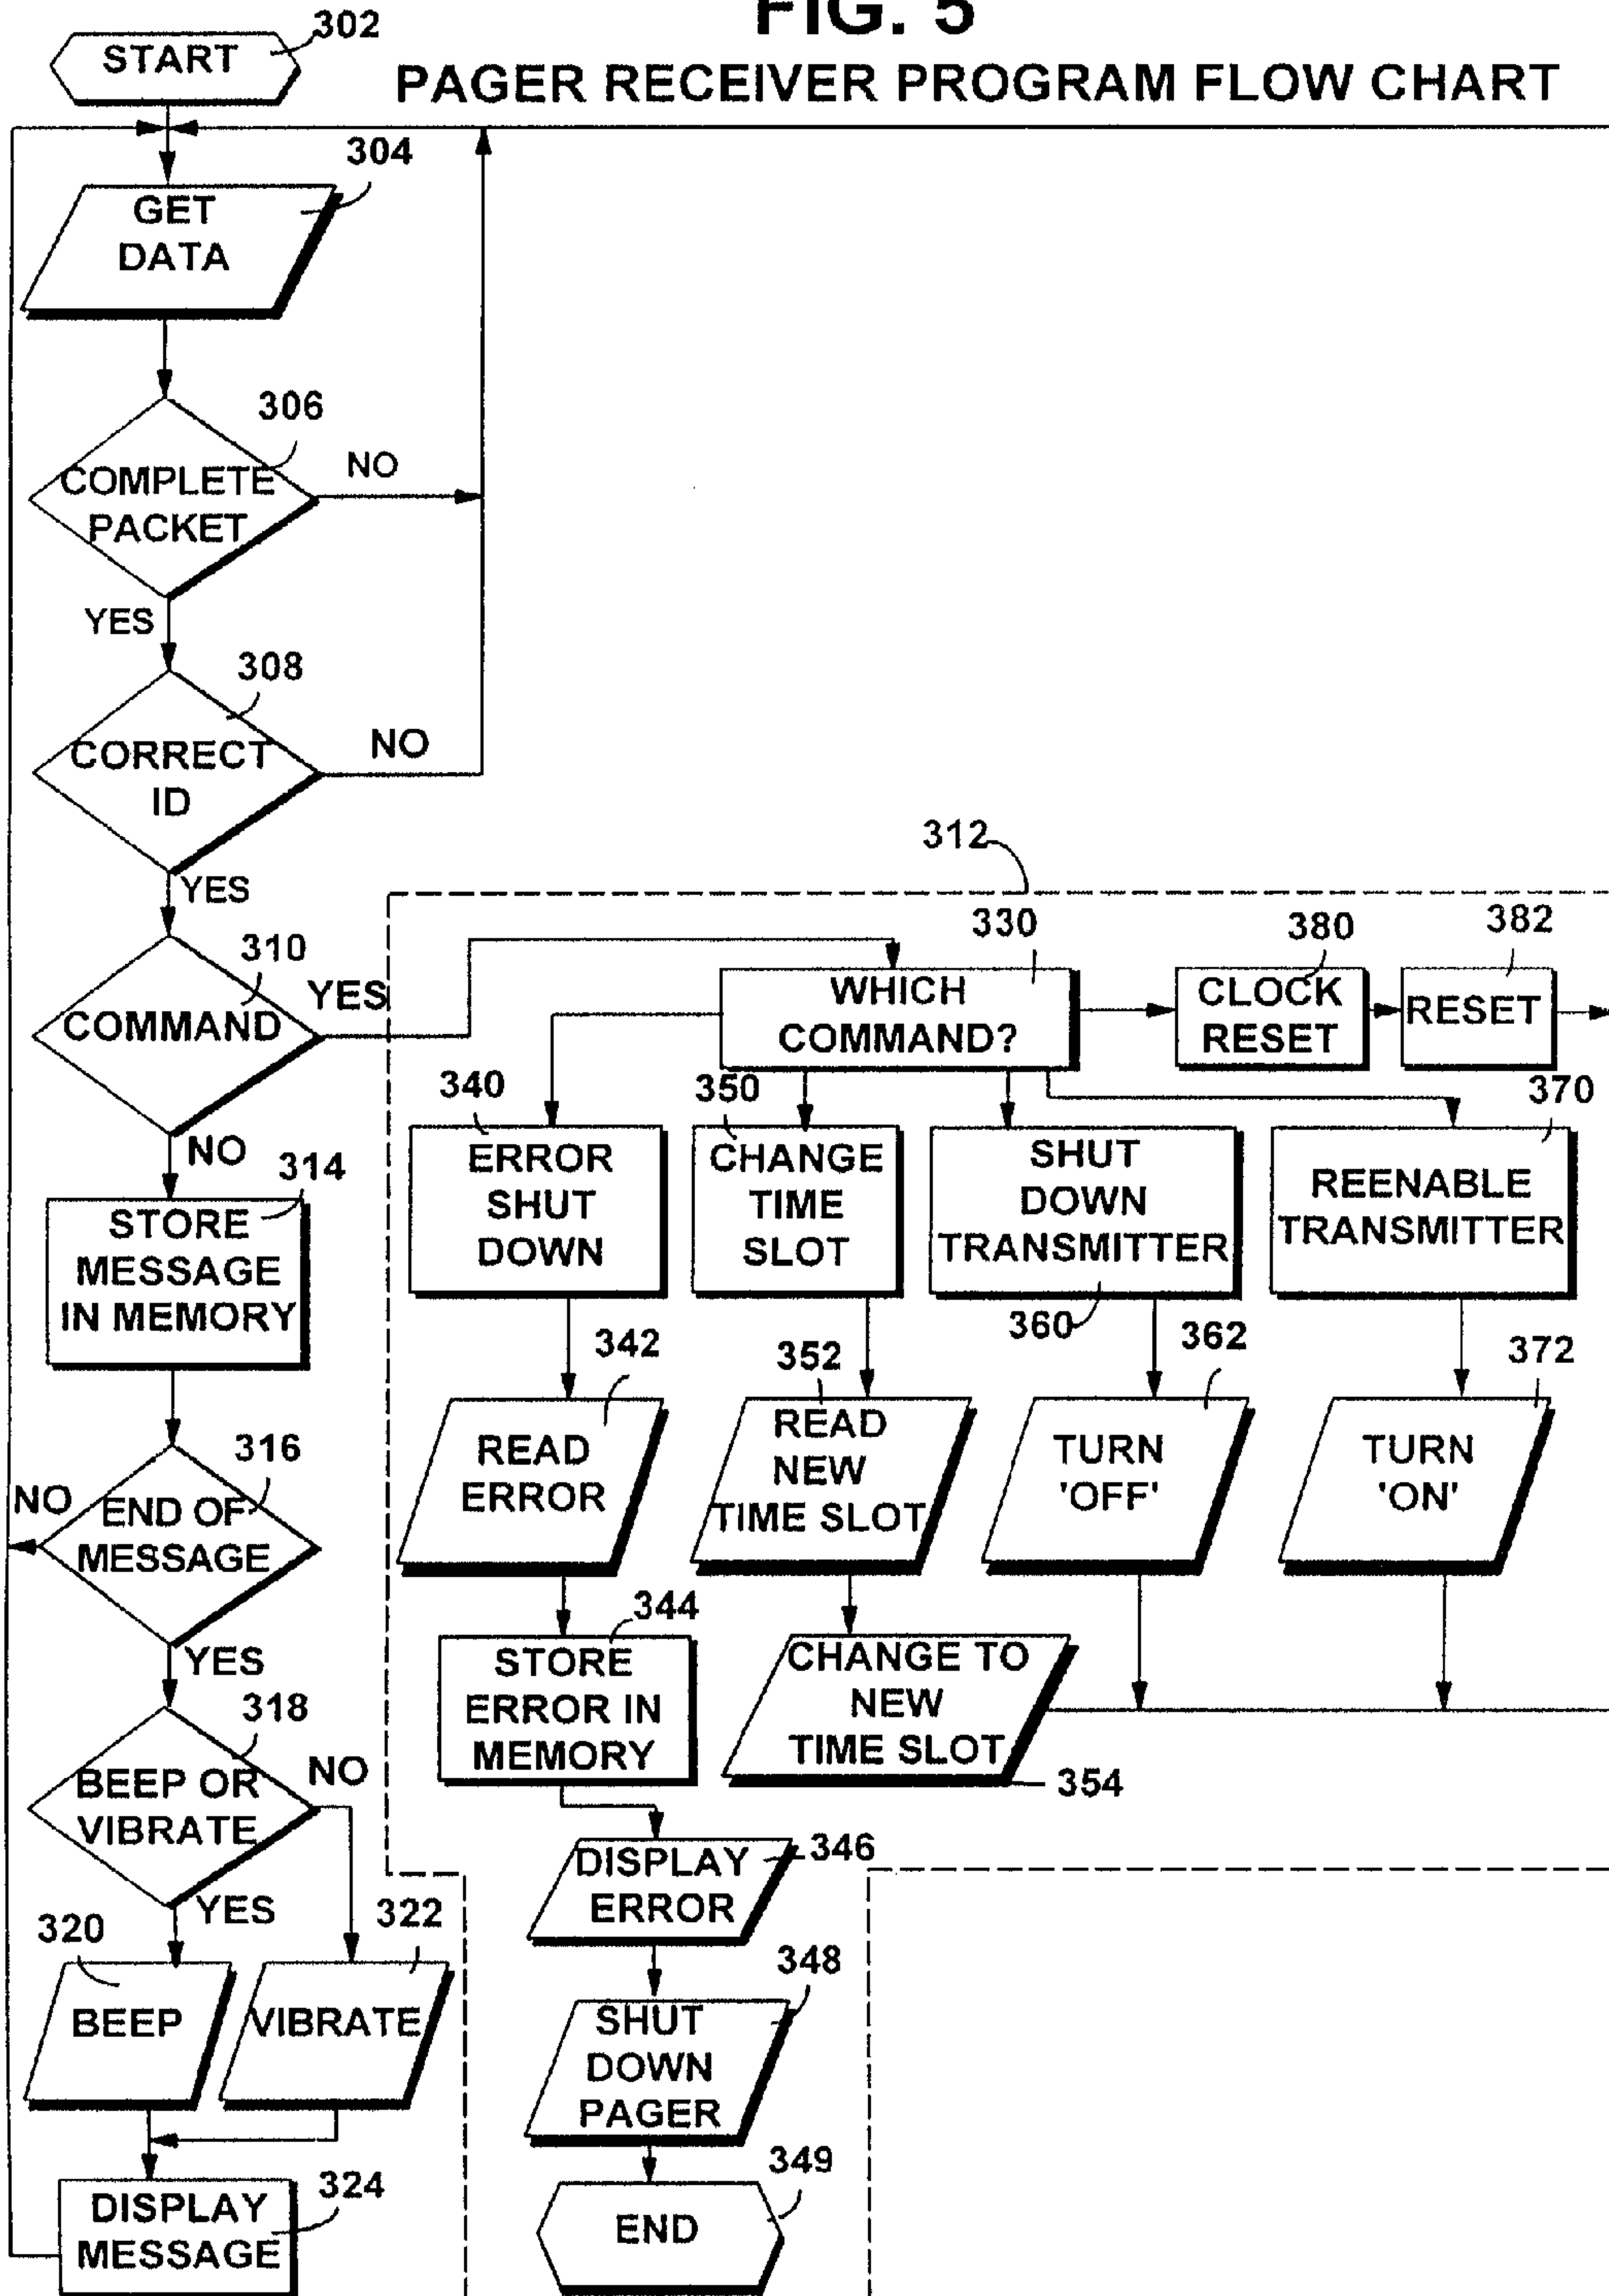 FIG. 5
PAGER RECEIVER PROGRAM FLOW CHART
START
302
304
GET
DATA
306
COMPLETE
PACKET
NO
YES
308
CORRECT
ID
NO
YES
310
COMMAND
YES
NO
314
STORE
MESSAGE
IN MEMORY
316
END OF
MESSAGE
NO
YES
318
BEEP OR
VIBRATE
NO
YES
320
BEEP
322
VIBRATE
324
DISPLAY
MESSAGE
312
330
WHICH
COMMAND?
380
CLOCK
RESET
382
RESET
340
ERROR
SHUT
DOWN
342
READ
ERROR
344
STORE
ERROR IN
MEMORY
346
DISPLAY
ERROR
348
SHUT
DOWN
PAGER
349
END
350
CHANGE
TIME
SLOT
352
READ
NEW
TIME SLOT
CHANGE TO
NEW
TIME SLOT
354
SHUT
DOWN
TRANSMITTER
360
362
TURN
'OFF'
370
REENABLE
TRANSMITTER
372
TURN
'ON'